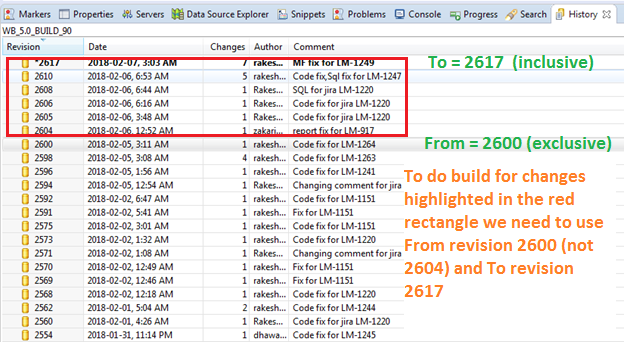 Markers Properties Servers Data Source Explorer Snippets Problems Console Progress Search History
WB_5.0_BUILD_90
Revision Date Changes Author Comment
*2617 2018-02-07, 3:03 AM 7 rakes... MF fix for LM-1249
To = 2617 (inclusive)
2610 2018-02-06, 6:53 AM 5 rakesh... Code fix,Sql fix for LM-1247
2608 2018-02-06, 6:44 AM 1 Rakes... SQL for jira LM-1220
2606 2018-02-06, 6:16 AM 1 Rakes... Code fix for jira LM-1220
2605 2018-02-06, 3:48 AM 1 Rakes... Code fix for jira LM-1220
2604 2018-02-06, 12:52 AM 1 zakari... report fix for LM-917
2600 2018-02-05, 3:11 AM 1 rakesh... Code fix for LM-1264
From = 2600 (exclusive)
2598 2018-02-05, 3:08 AM 4 rakesh... Code fix for LM-1263
2596 2018-02-05, 1:56 AM 1 rakesh... Code fix for LM-1241
2594 2018-02-05, 12:54 AM 1 Rakes... Changing comment for jira
2592 2018-02-02, 6:47 AM 1 rakesh... Code fix for LM-1151
2591 2018-02-02, 5:41 AM 1 rakesh... Fix for LM-1151
2575 2018-02-02, 3:01 AM 1 rakesh... Code fix for LM-1151
2573 2018-02-02, 1:32 AM 1 rakesh... Code fix for LM-1220
2571 2018-02-02, 1:08 AM 1 Rakes... Changing comment for jira
2570 2018-02-02, 12:49 AM 1 rakesh... Fix for LM-1151
2569 2018-02-02, 12:46 AM 1 rakesh... Fix for LM-1151
2568 2018-02-02, 12:18 AM 1 rakesh... Code fix for LM-1220
2562 2018-02-01, 5:04 AM 2 rakesh... Code fix for LM-1244
2560 2018-02-01, 4:26 AM 1 Rakes... Code fix for jira LM-1220
2554 2018-01-31, 11:14 PM 1 dhawa... Code fix for LM-1245
To do build for changes
highlighted in the red
rectangle we need to use
From revision 2600 (not
2604) and To revision
2617